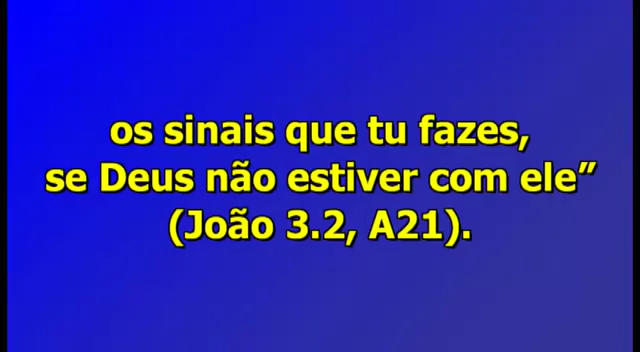 os sinais que tu fazes,
se Deus não estiver com ele”
(João 3.2, A21).